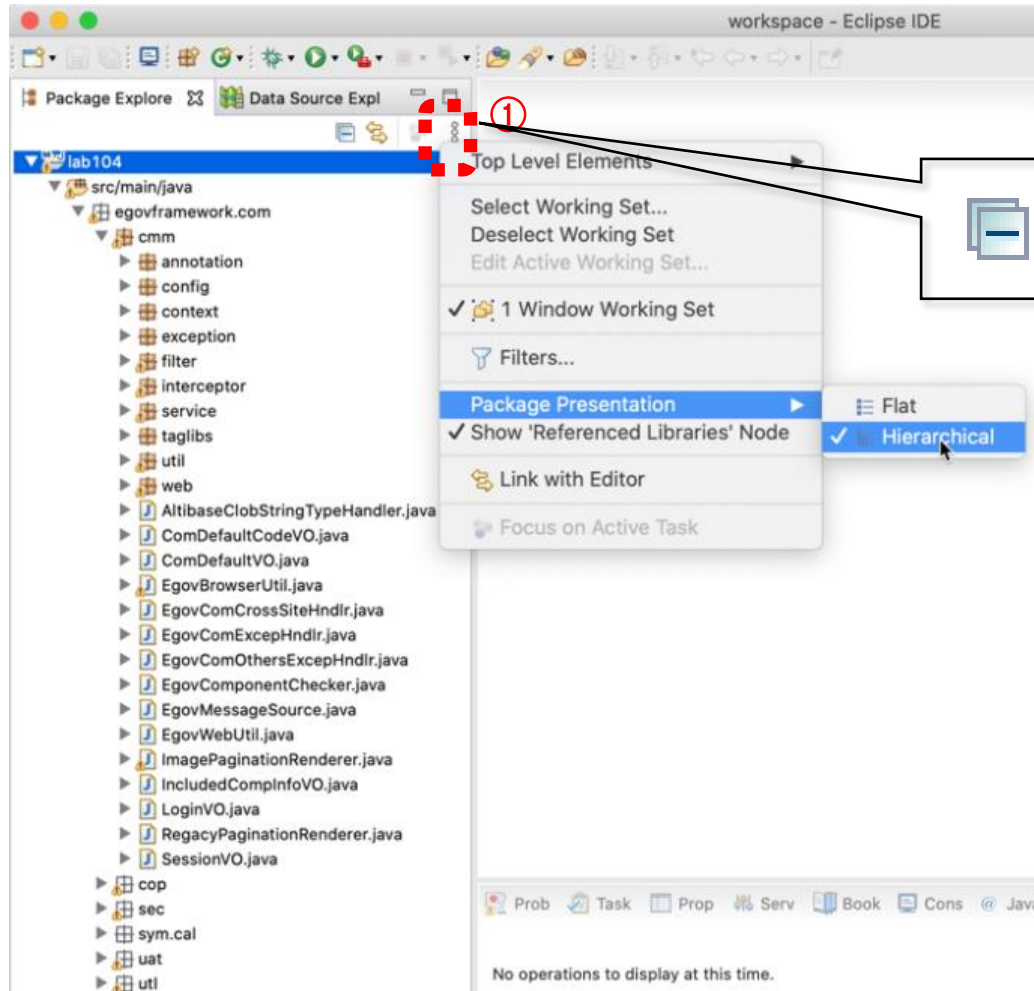 workspace - Eclipse IDE
Package Explore
Data Source Expl
①
lab104
src/main/java
egovframework.com
cmm
annotation
config
context
exception
filter
interceptor
service
taglibs
util
web
AltibaseClobStringTypeHandler.java
ComDefaultCodeVO.java
ComDefaultVO.java
EgovBrowserUtil.java
EgovComCrossSiteHndlr.java
EgovComExcepHndlr.java
EgovComOthersExcepHndlr.java
EgovComponentChecker.java
EgovMessageSource.java
EgovWebUtil.java
ImagePaginationRenderer.java
IncludedCompInfoVO.java
LoginVO.java
RegacyPaginationRenderer.java
SessionVO.java
cop
sec
sym.cal
uat
utl
Top Level Elements
Select Working Set...
Deselect Working Set
Edit Active Working Set...
1 Window Working Set
Filters...
Package Presentation
Show 'Referenced Libraries' Node
Link with Editor
Focus on Active Task
Flat
Hierarchical
Prob Task Prop Serv Book Cons Java
No operations to display at this time.